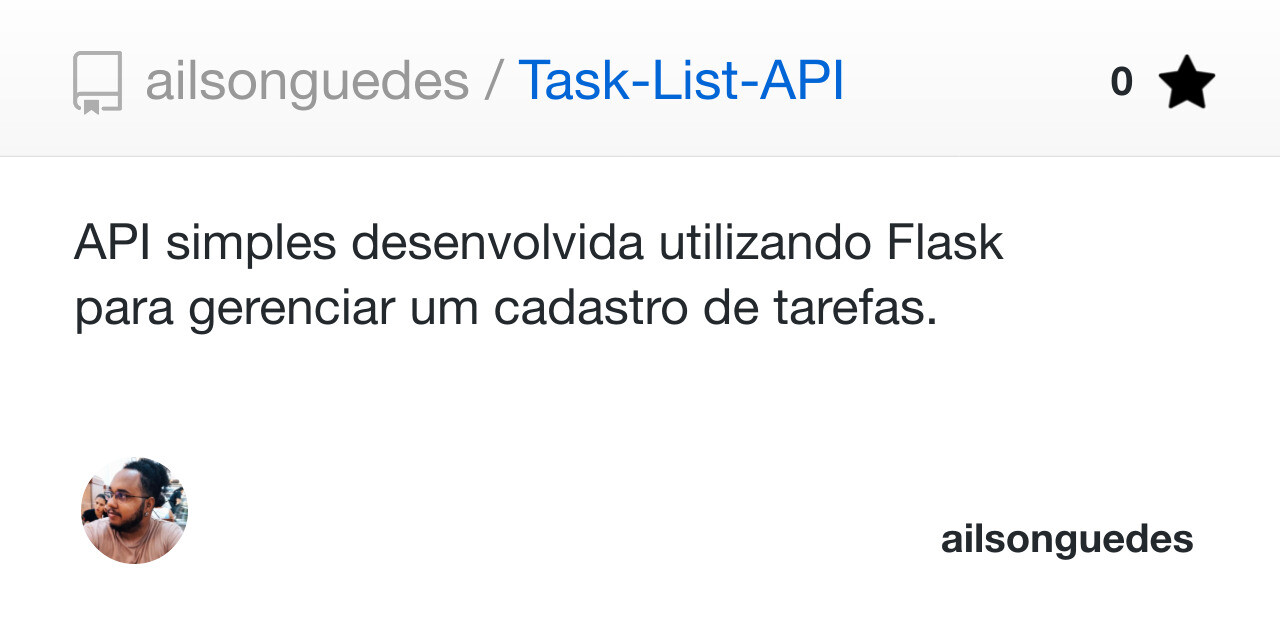 ailsonguedes / Task-List-API 0
API simples desenvolvida utilizando Flask
para gerenciar um cadastro de tarefas.
ailsonguedes